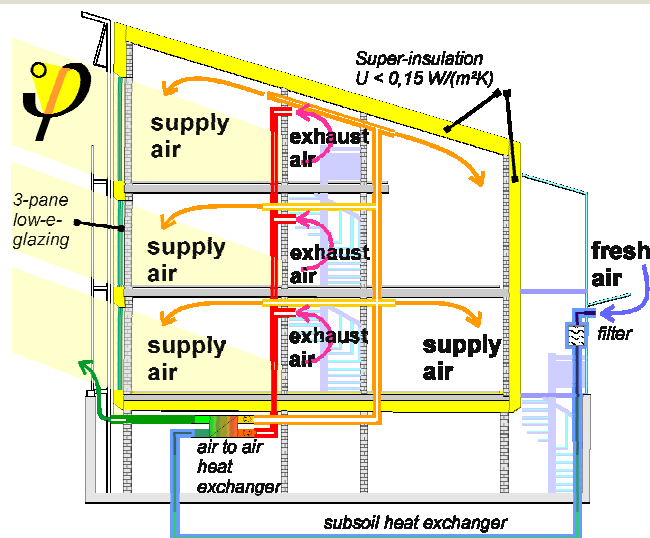 Super-insulation
U < 0,15 W/(m²K)
supply
air
exhaust
air
3-pane
low-e-
glazing
supply
air
exhaust
air
fresh
air
filter
supply
air
exhaust
air
supply
air
air to air
heat
exchanger
subsoil heat exchanger